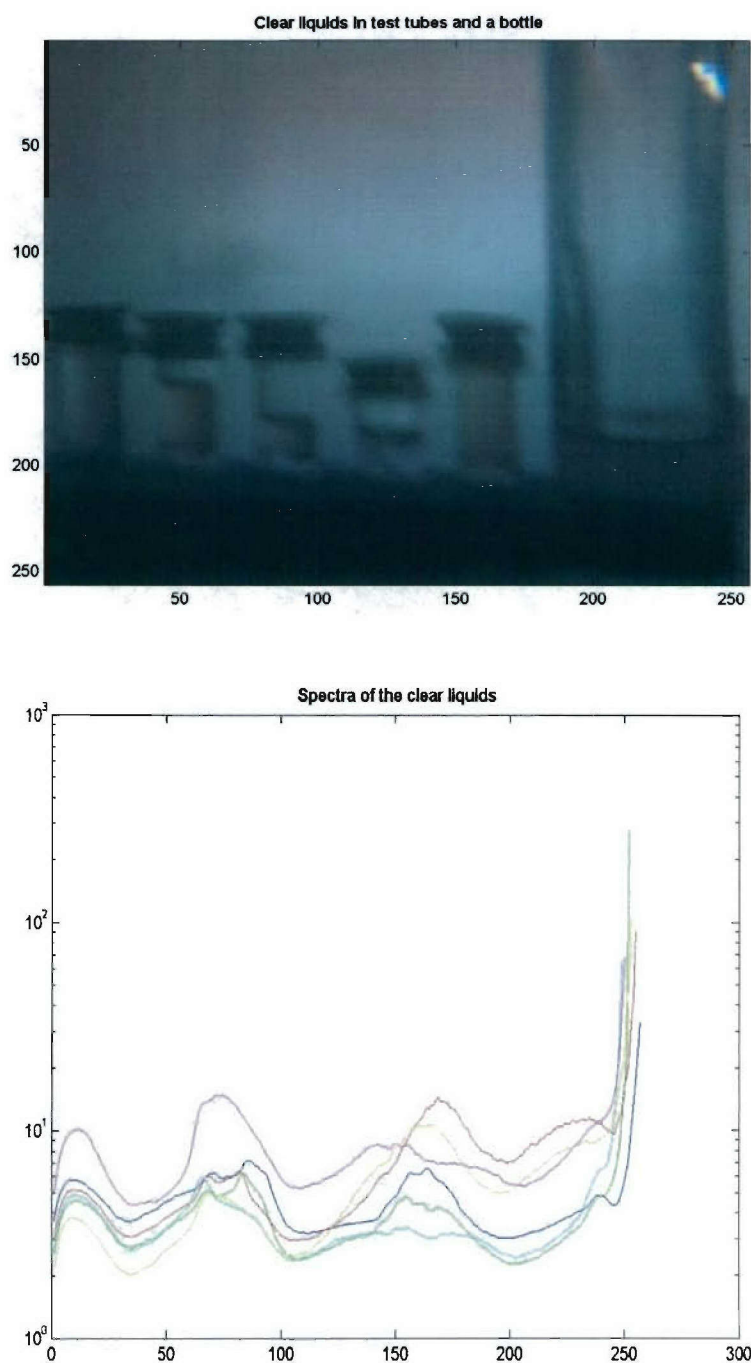 Clear liquids in test tubes and a bottle
50
100
150
200
250
50 100 150 200 250
Spectra of the clear liquids
10^3
10^2
10^1
10^0
0 50 100 150 200 250 300